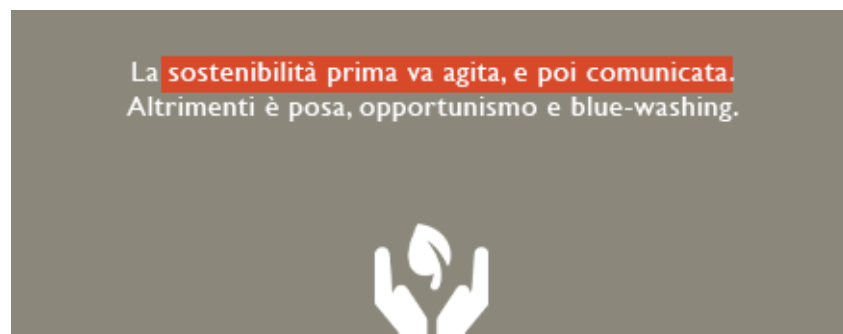 La sostenibilità prima va agita, e poi comunicata.
Altrimenti è posa, opportunismo e blue-washing.